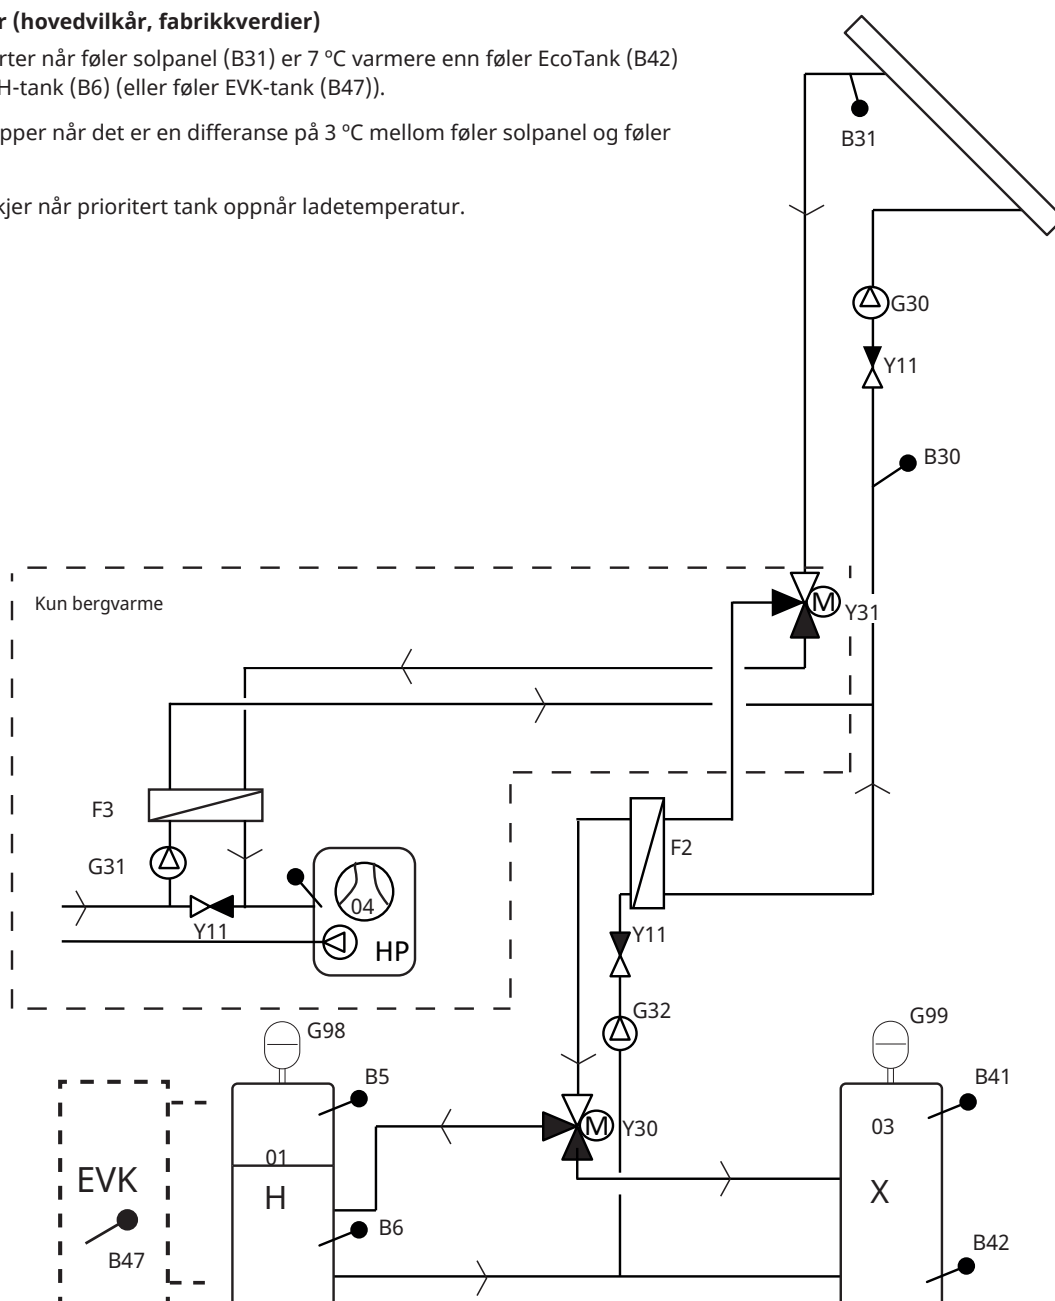 r (hovedvilkår, fabrikkverdier)
rter når føler solpanel (B31) er 7 ºC varmere enn føler EcoTank (B42)
H-tank (B6) (eller føler EVK-tank (B47)).
pper når det er en differanse på 3 ºC mellom føler solpanel og føler
kjer når prioritert tank oppnår ladetemperatur.
B31
G30
Y11
B30
Kun bergvarme
M
Y31
F3
F2
G31
04
Y11
HP
Y11
G32
G98
G99
B5
B41
M
Y30
03
01
EVK
H
X
B6
B47
B42